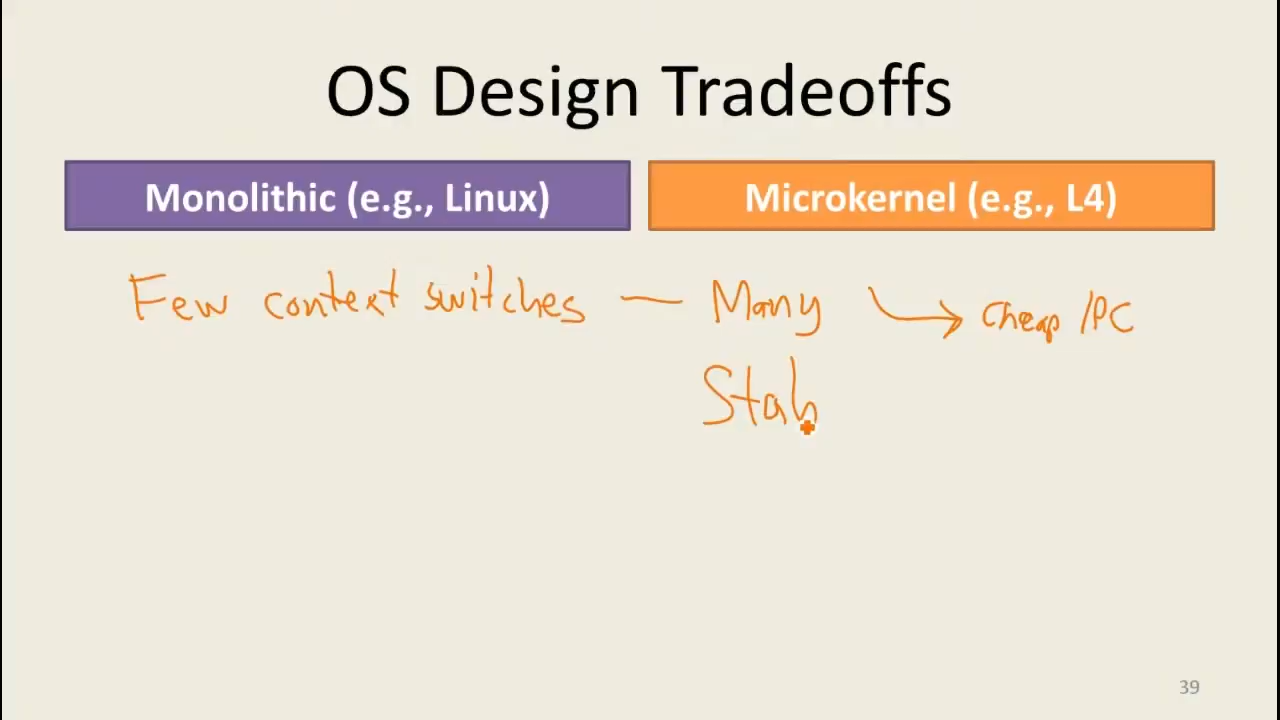 OS Design Tradeoffs
Monolithic (e.g., Linux) Microkernel (e.g., L4)
Few context switches — Many → Cheap IPC
Stab
39